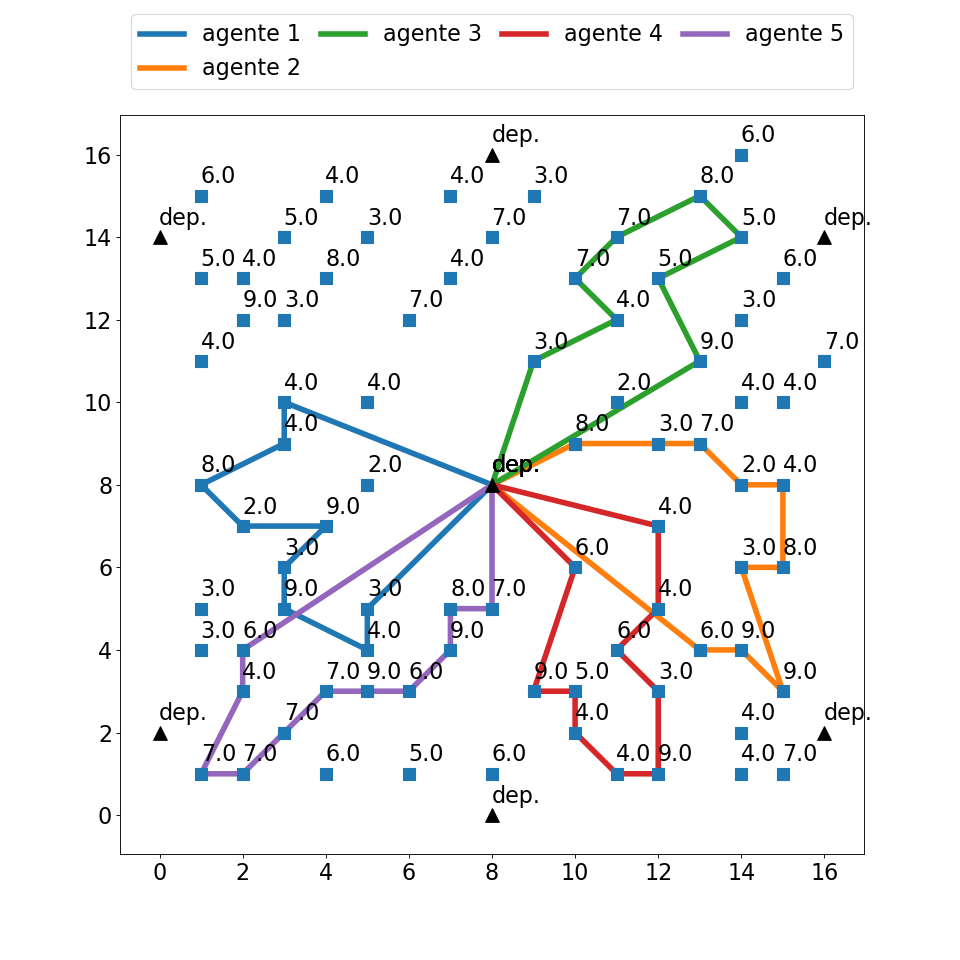 agente 1 agente 3 agente 4 agente 5
agente 2
16
14
12
10
8
6
4
2
0
6.0
dep.
6.0 4.0 4.0 3.0 8.0
dep. 5.0 3.0 7.0 7.0 5.0 dep.
5.0 4.0 8.0 4.0 7.0 5.0 6.0
9.0 3.0 7.0 4.0 3.0
4.0 3.0 9.0 7.0
4.0 4.0 2.0 4.0 4.0
4.0 8.0 3.0 7.0
8.0 2.0 dep. 2.0 4.0
2.0 9.0 4.0
3.0 6.0 3.0 8.0
3.0 9.0 3.0 8.0 7.0 4.0
3.0 6.0 4.0 9.0 6.0 6.0 9.0
4.0 7.0 9.0 6.0 9.0 5.0 3.0 9.0
dep. 7.0 4.0 4.0 dep.
7.0 7.0 6.0 5.0 6.0 4.0 9.0 4.0 7.0
dep.
0 2 4 6 8 10 12 14 16